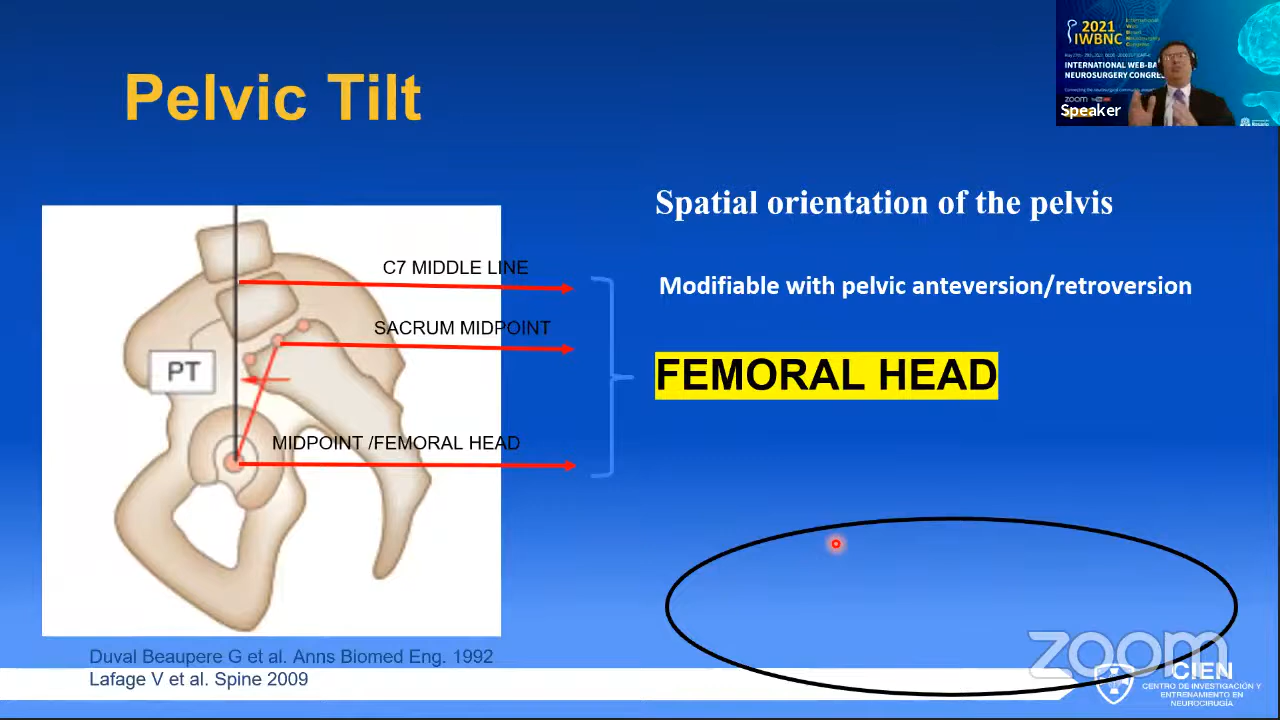 Pelvic Tilt
2021
IWBNC
INTERNATIONAL WEB-BA
NEUROSURGERY CONGRE
zoom
Speaker
Spatial orientation of the pelvis
C7 MIDDLE LINE
Modifiable with pelvic anteversion/retroversion
SACRUM MIDPOINT
PT
FEMORAL HEAD
MIDPOINT /FEMORAL HEAD
Duval Beaupere G et al. Anns Biomed Eng. 1992
Lafage V et al. Spine 2009
zoom
CIEN
CENTRO DE INVESTIGACIÓN Y
ENTRENAMIENTO EN
NEUROCIRUGÍA